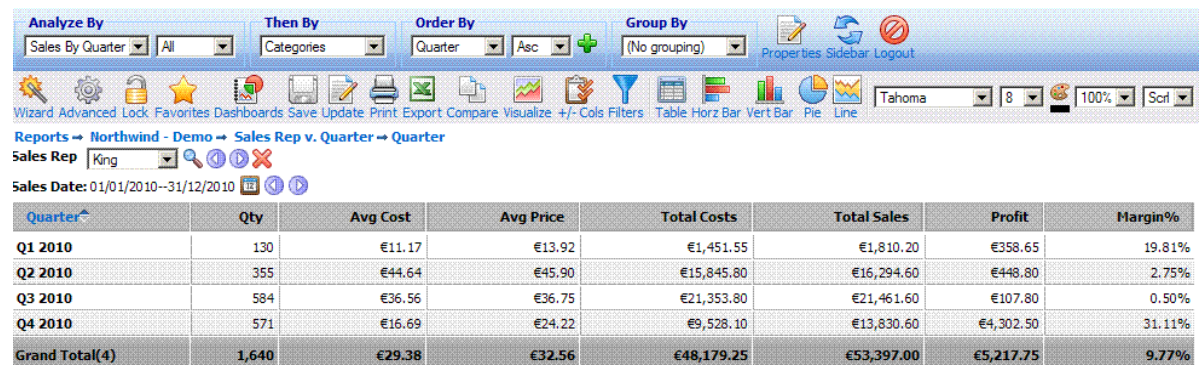 Analyze By Then By Order By Group By
Sales By Quarter All Categories Quarter Asc (No grouping) Properties Sidebar Logout
Wizard Advanced Lock Favorites Dashboards Save Update Print Export Compare Visualize +/- Cols Filters Table Horz Bar Vert Bar Pie Line Tahoma 8 100% Scrl
Reports → Northwind - Demo → Sales Rep v. Quarter → Quarter
Sales Rep King
Sales Date: 01/01/2010--31/12/2010 12
Quarter Qty Avg Cost Avg Price Total Costs Total Sales Profit Margin%
Q1 2010 130 €11.17 €13.92 €1,451.55 €1,810.20 €358.65 19.81%
Q2 2010 355 €44.64 €45.90 €15,845.80 €16,294.60 €448.80 2.75%
Q3 2010 584 €36.56 €36.75 €21,353.80 €21,461.60 €107.80 0.50%
Q4 2010 571 €16.69 €24.22 €9,528.10 €13,830.60 €4,302.50 31.11%
Grand Total(4) 1,640 €29.38 €32.56 €48,179.25 €53,397.00 €5,217.75 9.77%